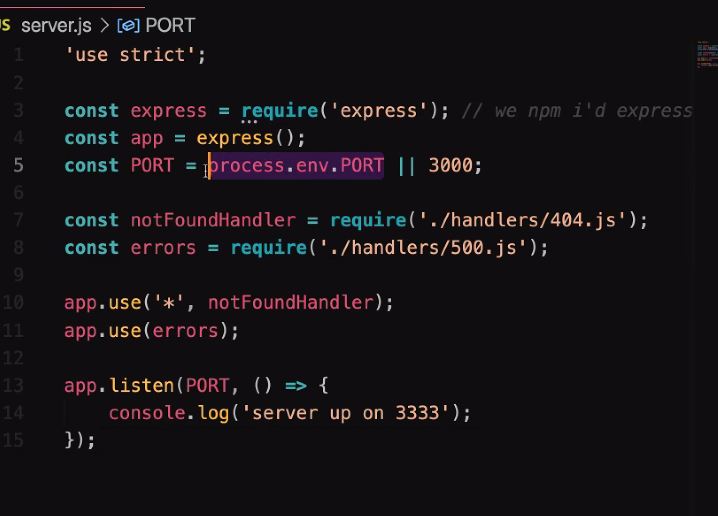 JS server.js > PORT
1 'use strict';
2
3 const express = require('express'); // we npm i'd express
4 const app = express();
5 const PORT = process.env.PORT || 3000;
6
7 const notFoundHandler = require('./handlers/404.js');
8 const errors = require('./handlers/500.js');
9
10 app.use('*', notFoundHandler);
11 app.use(errors);
12
13 app.listen(PORT, () => {
14 console.log('server up on 3333');
15 });